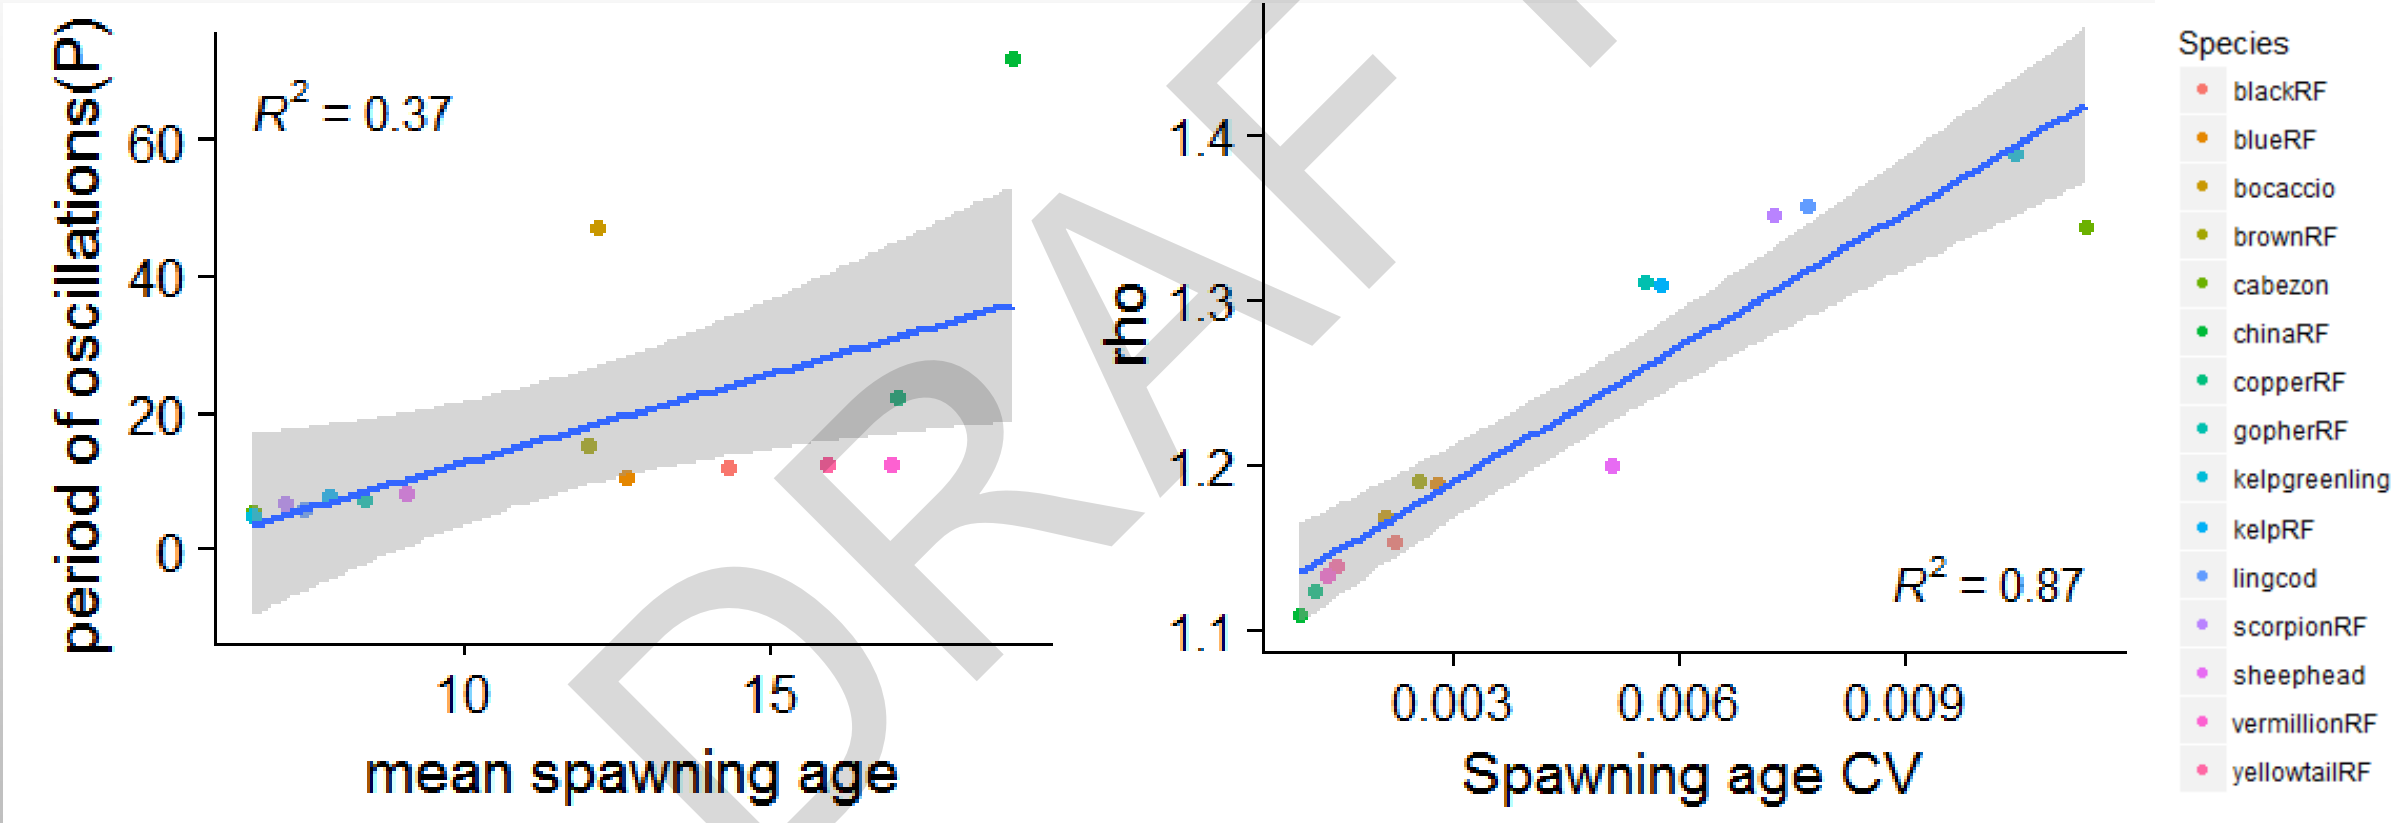 period of oscillations(P)
R² = 0.37
60
40
20
0
10
15
mean spawning age
rho
1.4
1.3
1.2
1.1
R² = 0.87
0.003
0.006
0.009
Spawning age CV
Species
blackRF
blueRF
bocaccio
brownRF
cabezon
chinaRF
copperRF
gopherRF
kelpgreenling
kelpRF
lingcod
scorpionRF
sheephead
vermillionRF
yellowtailRF
DRAFT